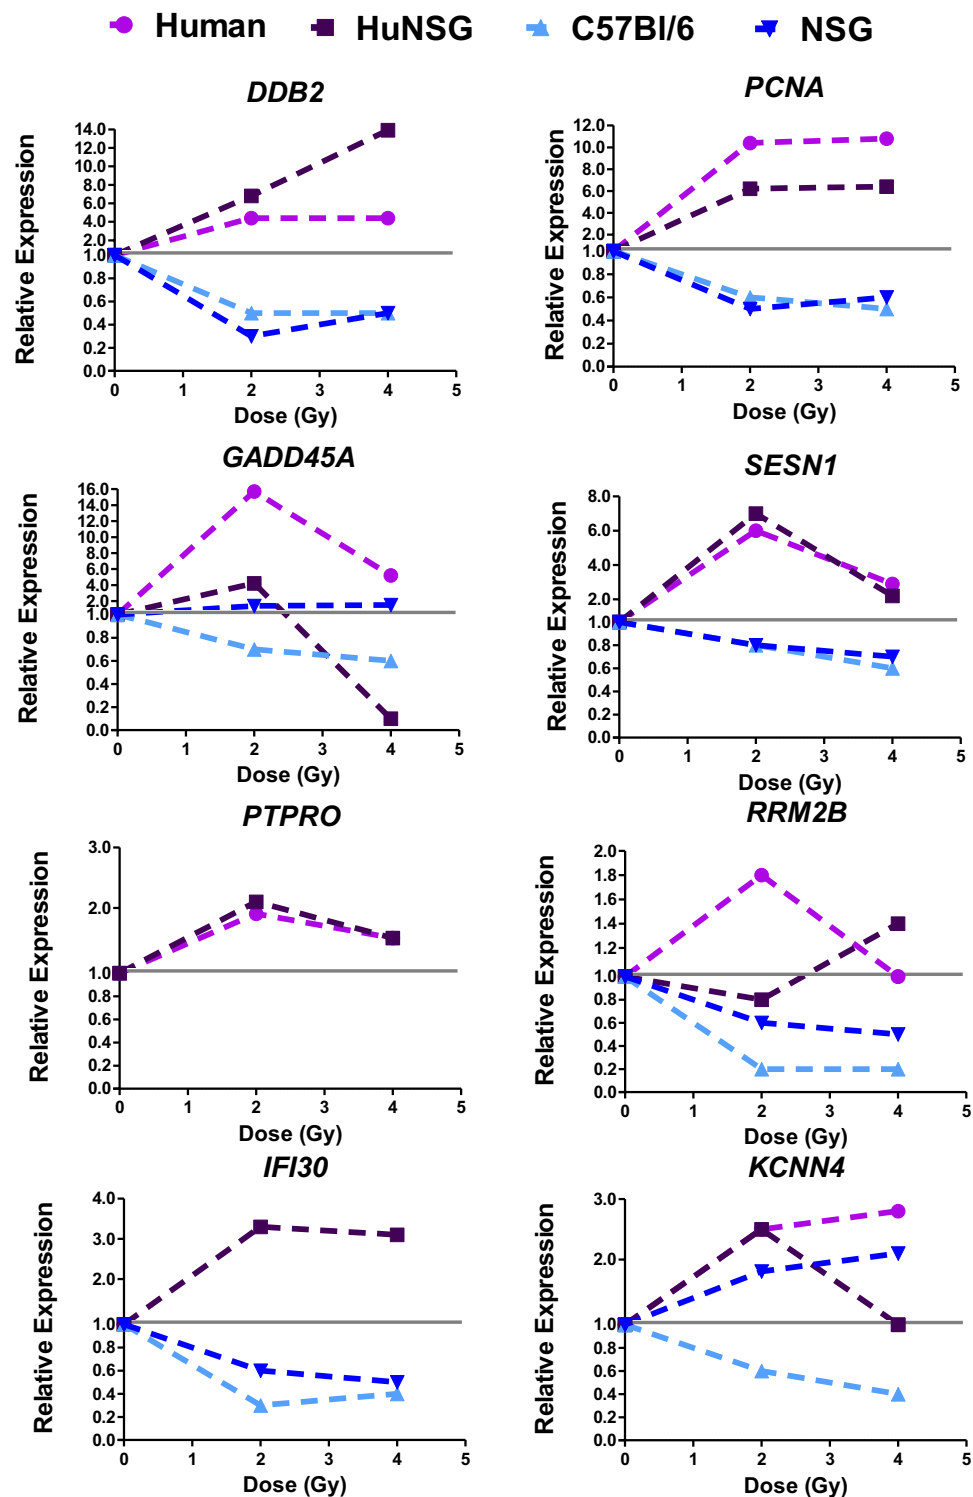 Human HuNSG C57Bl/6 NSG
DDB2
Relative Expression
14.0
12.0
10.0
8.0
6.0
4.0
2.0
1.0
0.8
0.6
0.4
0.2
0.0
0 1 2 3 4 5
Dose (Gy)
PCNA
Relative Expression
12.0
10.0
8.0
6.0
4.0
2.0
1.0
0.8
0.6
0.4
0.2
0.0
0 1 2 3 4 5
Dose (Gy)
GADD45A
Relative Expression
16.0
14.0
12.0
10.0
8.0
6.0
4.0
2.0
1.0
0.8
0.6
0.4
0.2
0.0
0 1 2 3 4 5
Dose (Gy)
SESN1
Relative Expression
8.0
6.0
4.0
2.0
1.0
0.8
0.6
0.4
0.2
0.0
0 1 2 3 4 5
Dose (Gy)
PTPRO
Relative Expression
3.0
2.0
1.0
0.8
0.6
0.4
0.2
0.0
0 1 2 3 4 5
Dose (Gy)
RRM2B
Relative Expression
2.0
1.8
1.6
1.4
1.2
1.0
0.8
0.6
0.4
0.2
0.0
0 1 2 3 4 5
Dose (Gy)
IFI30
Relative Expression
4.0
3.0
2.0
1.0
0.8
0.6
0.4
0.2
0.0
0 1 2 3 4 5
Dose (Gy)
KCNN4
Relative Expression
3.0
2.0
1.0
0.8
0.6
0.4
0.2
0.0
0 1 2 3 4 5
Dose (Gy)